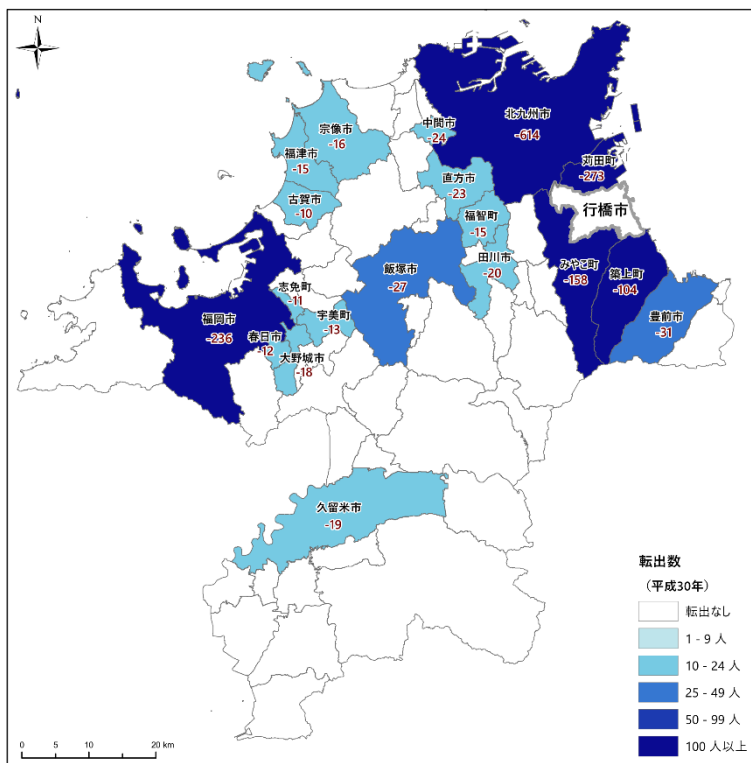 N
北九州市
-614
中間市
-24
宗像市
-16
苅田町
-273
福津市
-15
直方市
-23
古賀市
-10
行橋市
福智町
-15
田川市
-20
飯塚市
-27
みやこ町
-158
築上町
-104
豊前市
-31
志免町
-11
宇美町
-13
福岡市
-236
春日市
-12
大野城市
-18
久留米市
-19
転出数
(平成30年)
転出なし
1 - 9 人
10 - 24 人
25 - 49 人
50 - 99 人
100 人以上
0 5 10 20 km